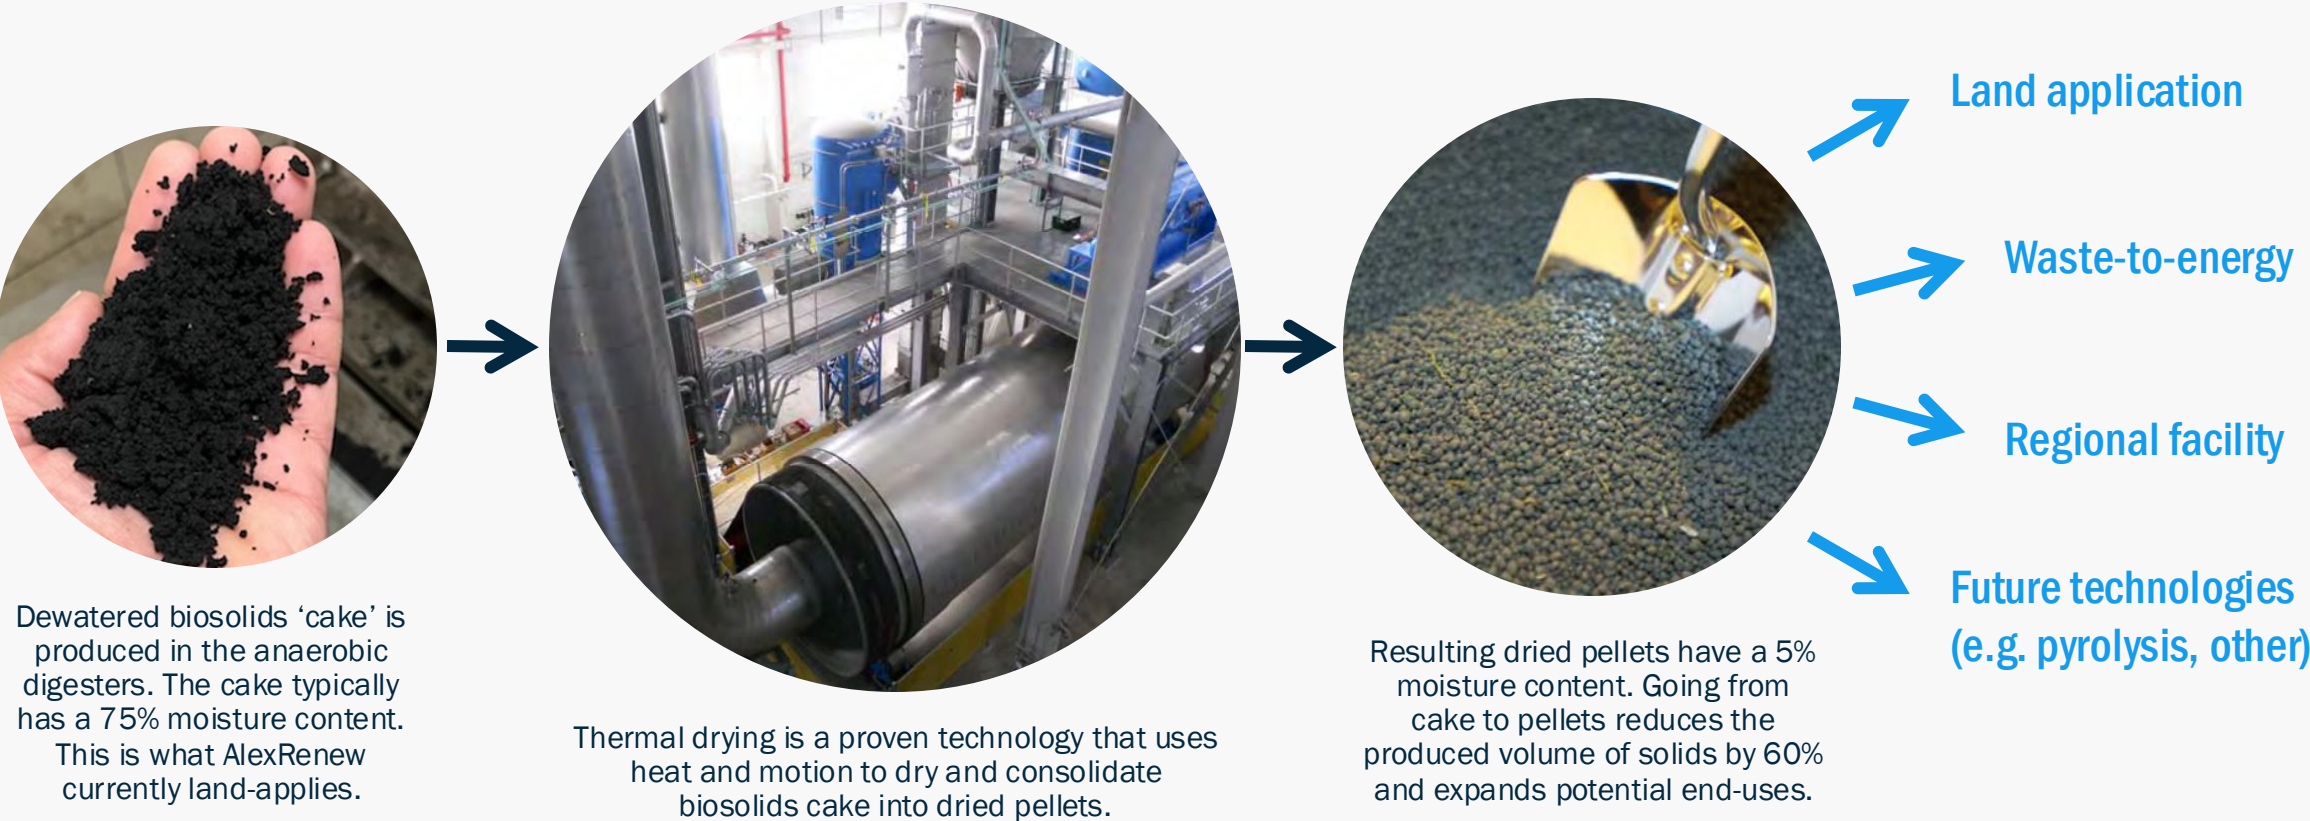 Dewatered biosolids ‘cake’ is
produced in the anaerobic
digesters. The cake typically
has a 75% moisture content.
This is what AlexRenew
currently land-applies.
Thermal drying is a proven technology that uses
heat and motion to dry and consolidate
biosolids cake into dried pellets.
Resulting dried pellets have a 5%
moisture content. Going from
cake to pellets reduces the
produced volume of solids by 60%
and expands potential end-uses.
Land application
Waste-to-energy
Regional facility
Future technologies
(e.g. pyrolysis, other)